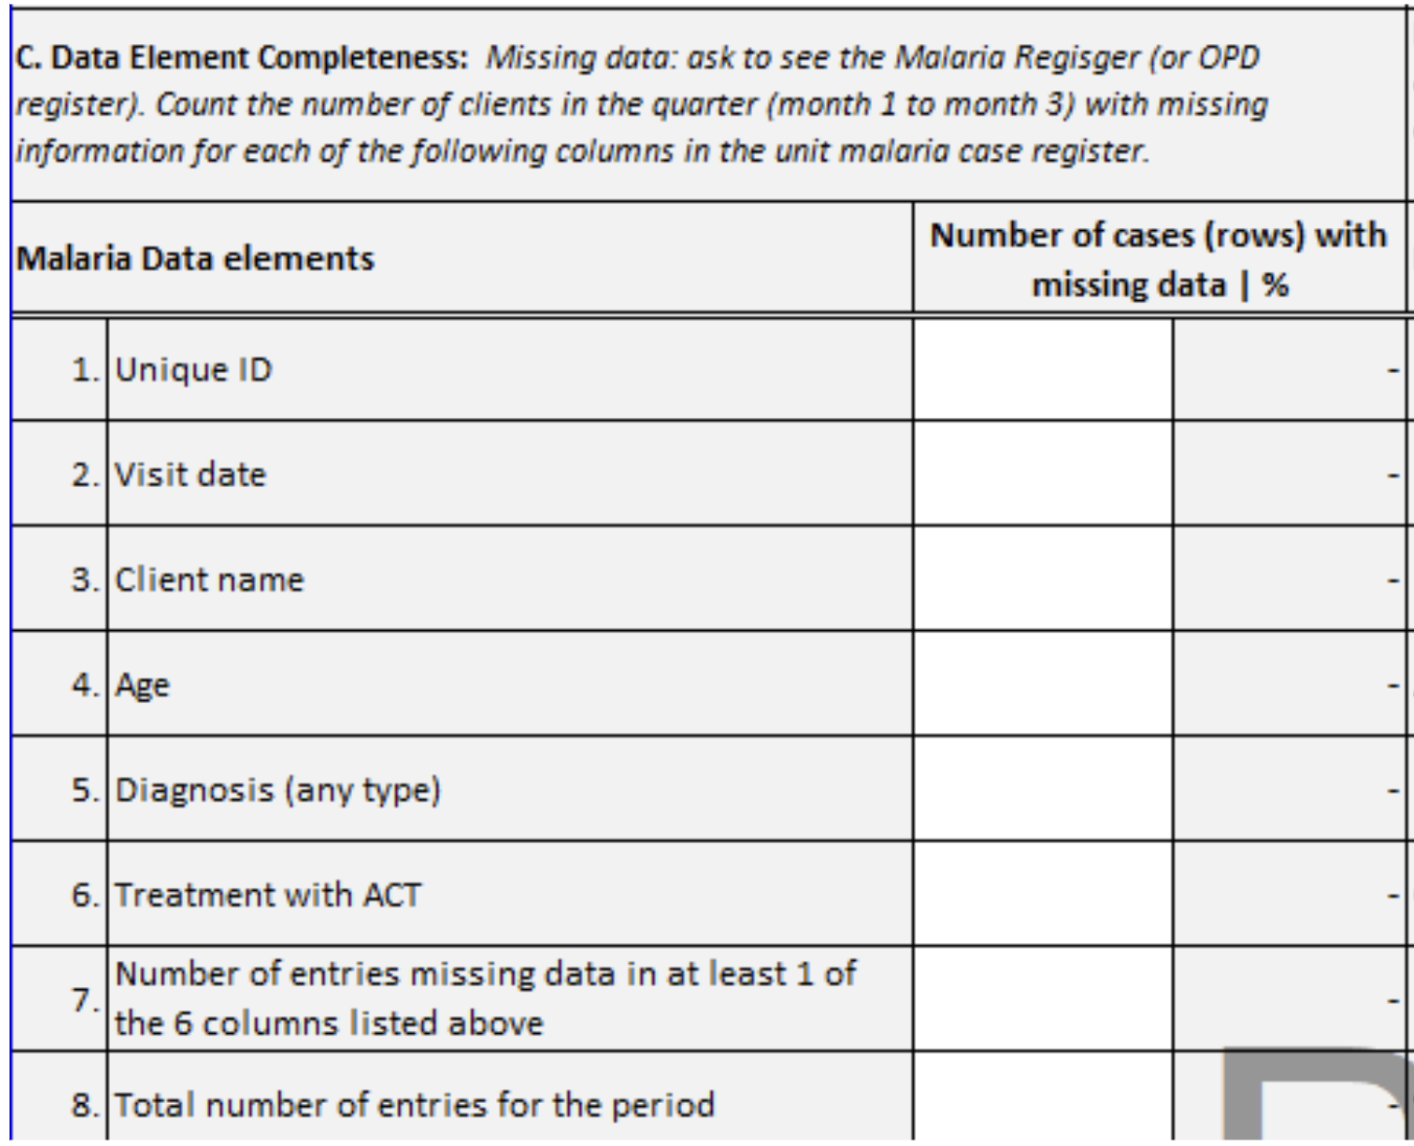 C. Data Element Completeness: Missing data: ask to see the Malaria Regisger (or OPD
register). Count the number of clients in the quarter (month 1 to month 3) with missing
information for each of the following columns in the unit malaria case register.
Malaria Data elements
Number of cases (rows) with
missing data | %
1. Unique ID -
2. Visit date -
3. Client name -
4. Age -
5. Diagnosis (any type) -
6. Treatment with ACT -
7. Number of entries missing data in at least 1 of
the 6 columns listed above -
8. Total number of entries for the period -